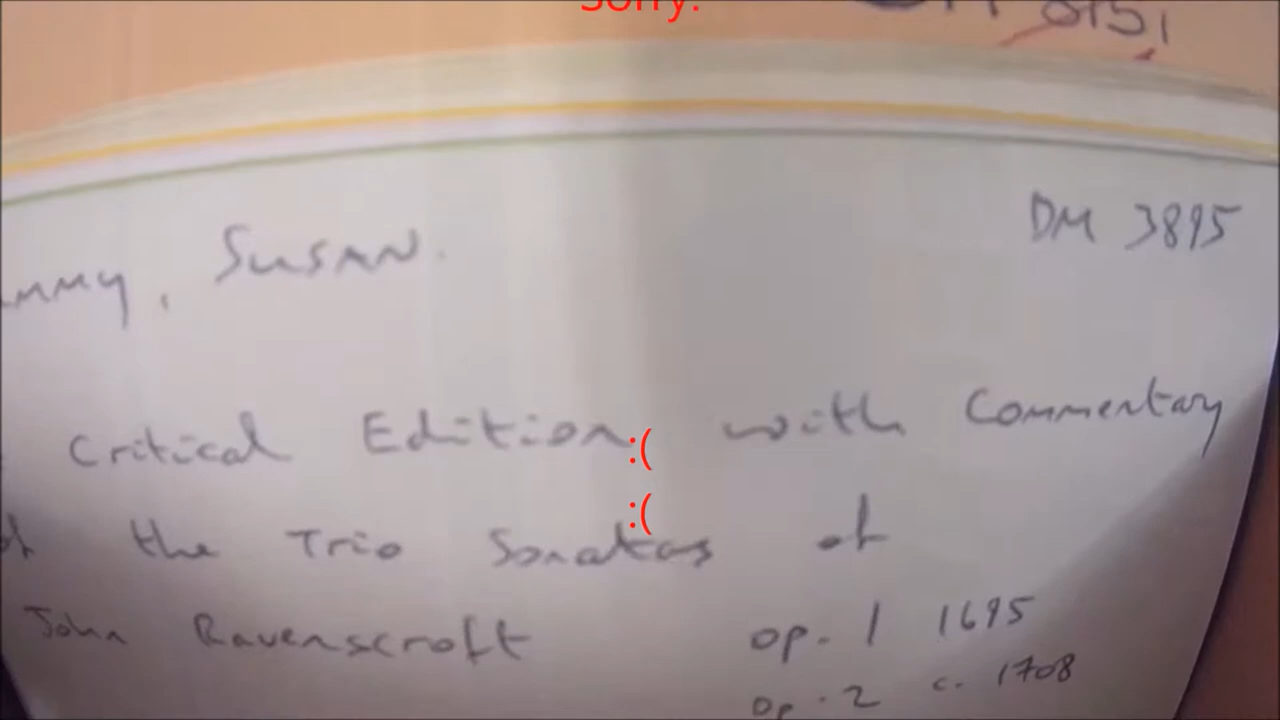 Sorry.
DM 3895
, Susan.
Critical Edition with Commentary
:(
:(
of the Trio Sonatas of
John Ravenscroft op. 1 1695
op. 2 c. 1708